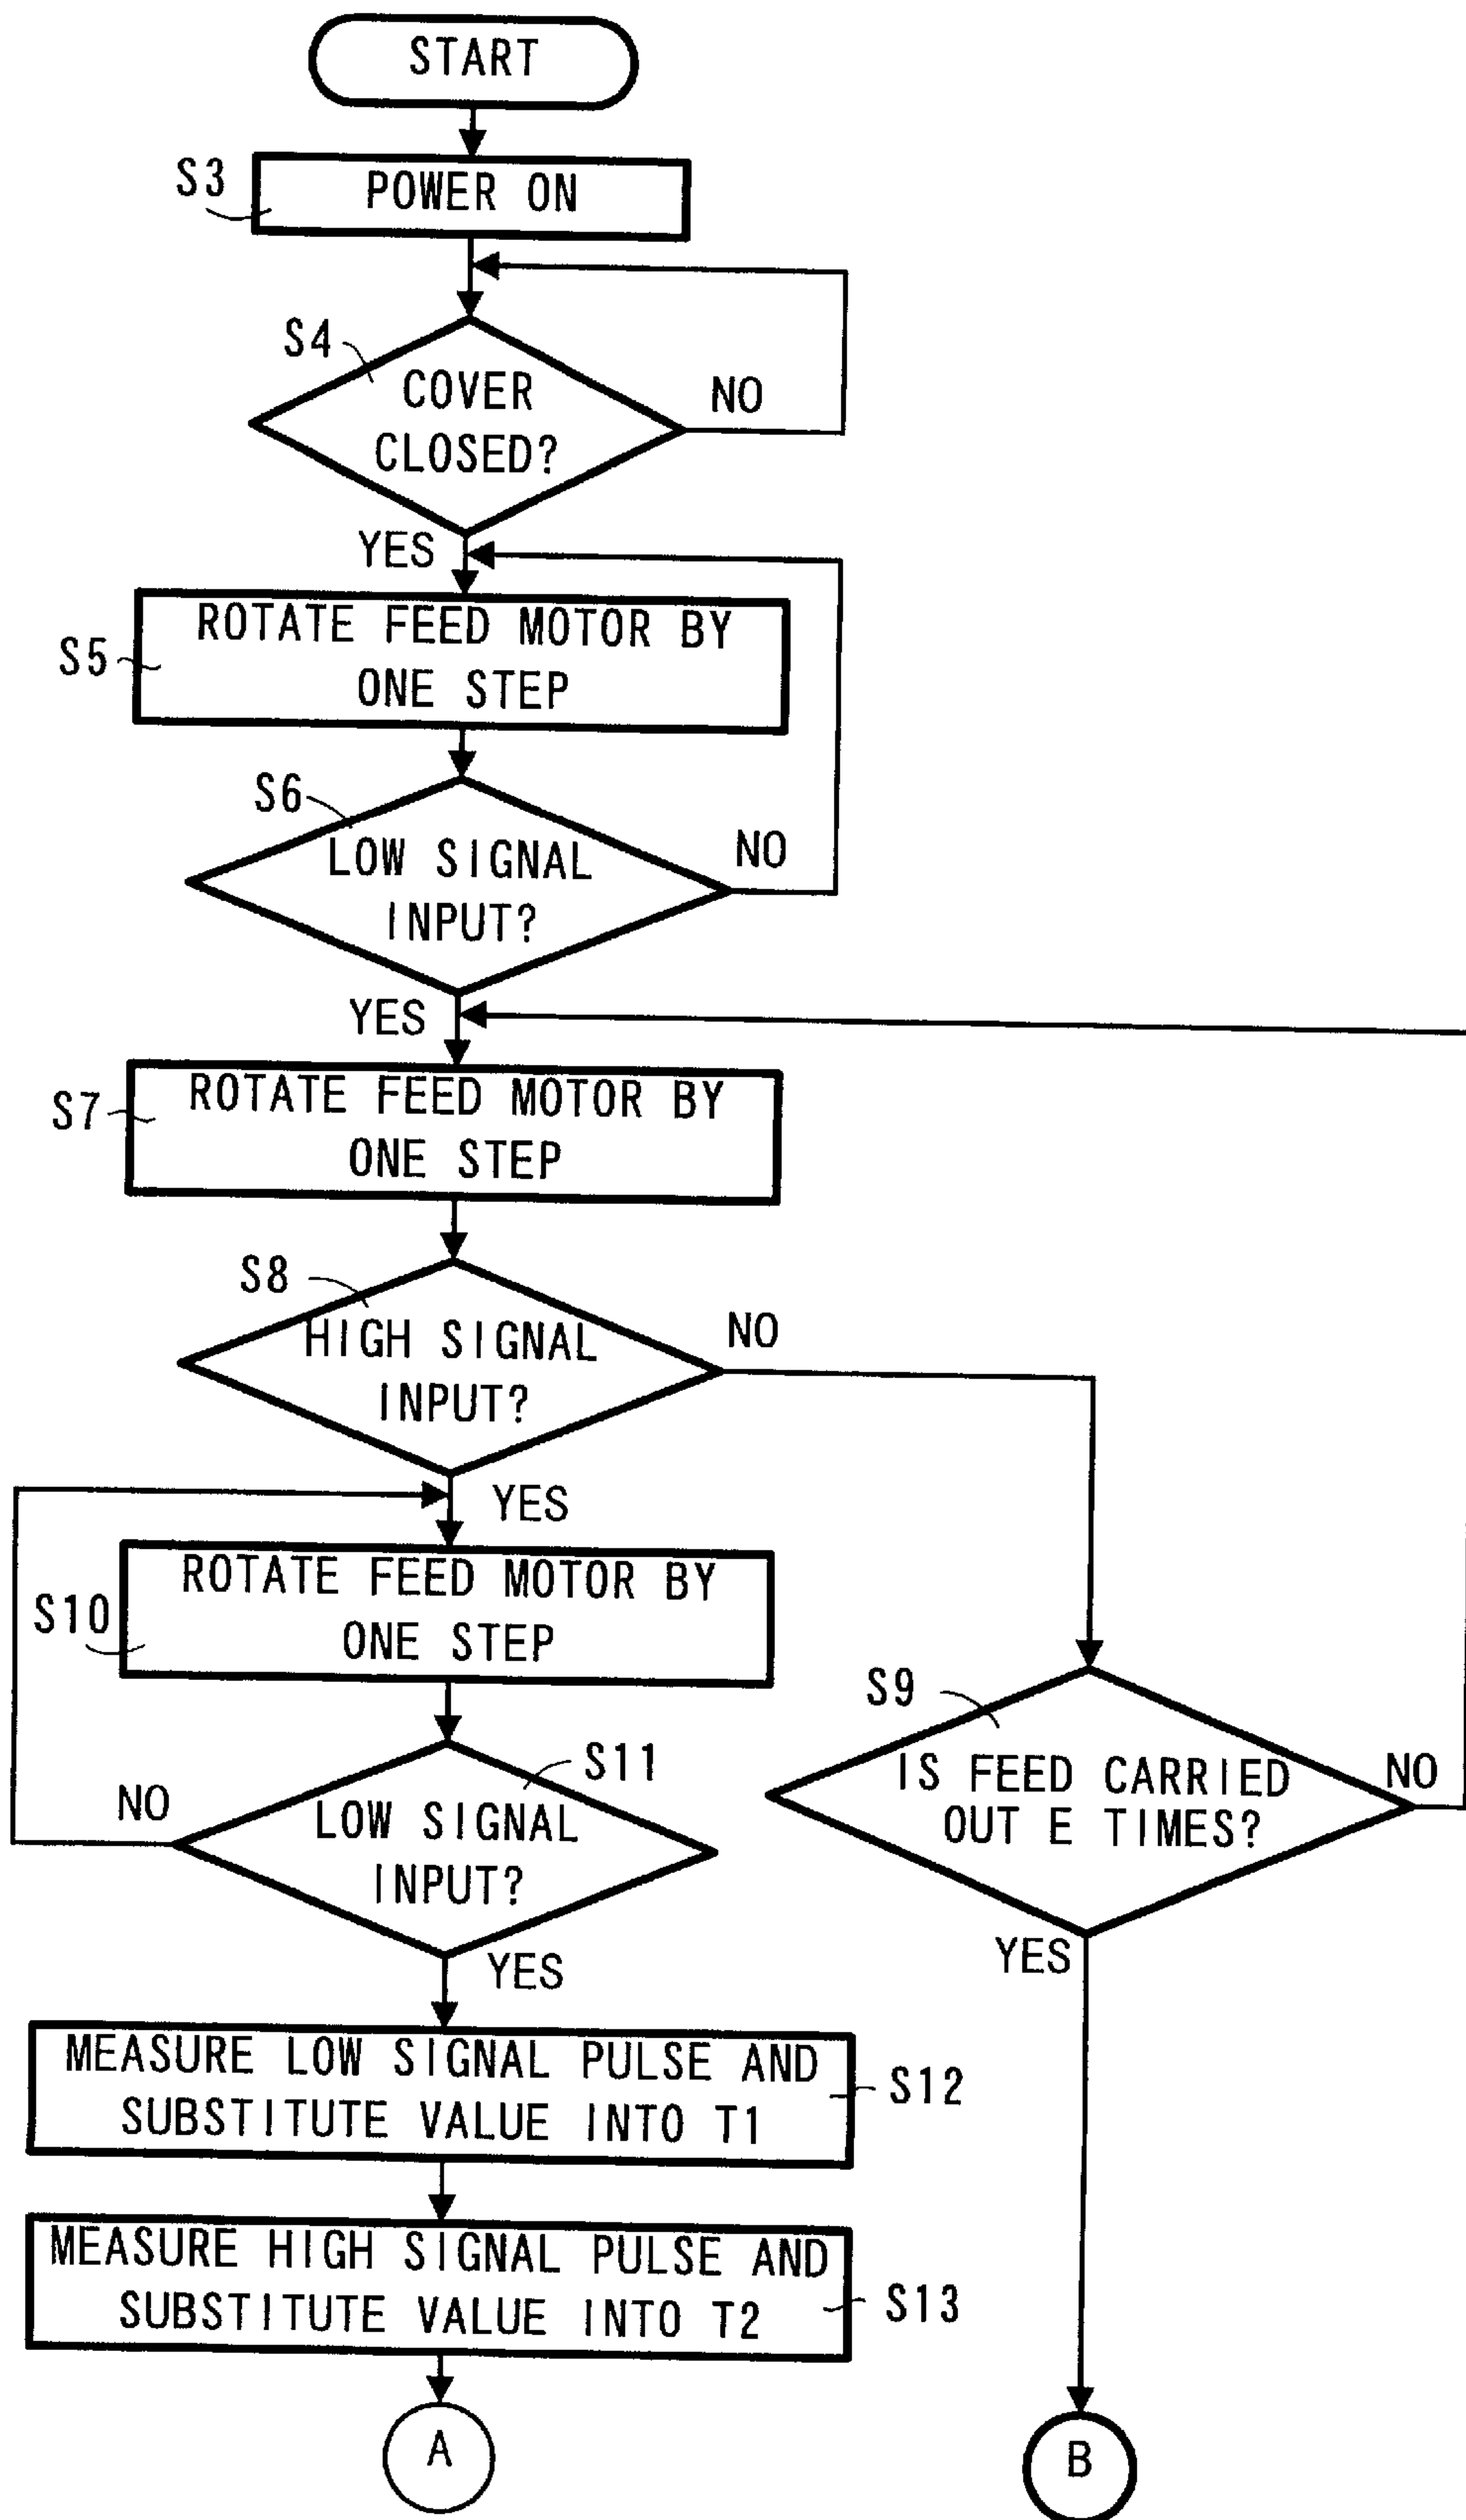 START
S3
POWER ON
S4
COVER
CLOSED?
NO
YES
S5
ROTATE FEED MOTOR BY
ONE STEP
S6
LOW SIGNAL
INPUT?
NO
YES
S7
ROTATE FEED MOTOR BY
ONE STEP
S8
HIGH SIGNAL
INPUT?
NO
YES
S10
ROTATE FEED MOTOR BY
ONE STEP
S9
IS FEED CARRIED
OUT E TIMES?
NO
YES
S11
LOW SIGNAL
INPUT?
NO
YES
MEASURE LOW SIGNAL PULSE AND
SUBSTITUTE VALUE INTO T1
S12
MEASURE HIGH SIGNAL PULSE AND
SUBSTITUTE VALUE INTO T2
S13
A
B